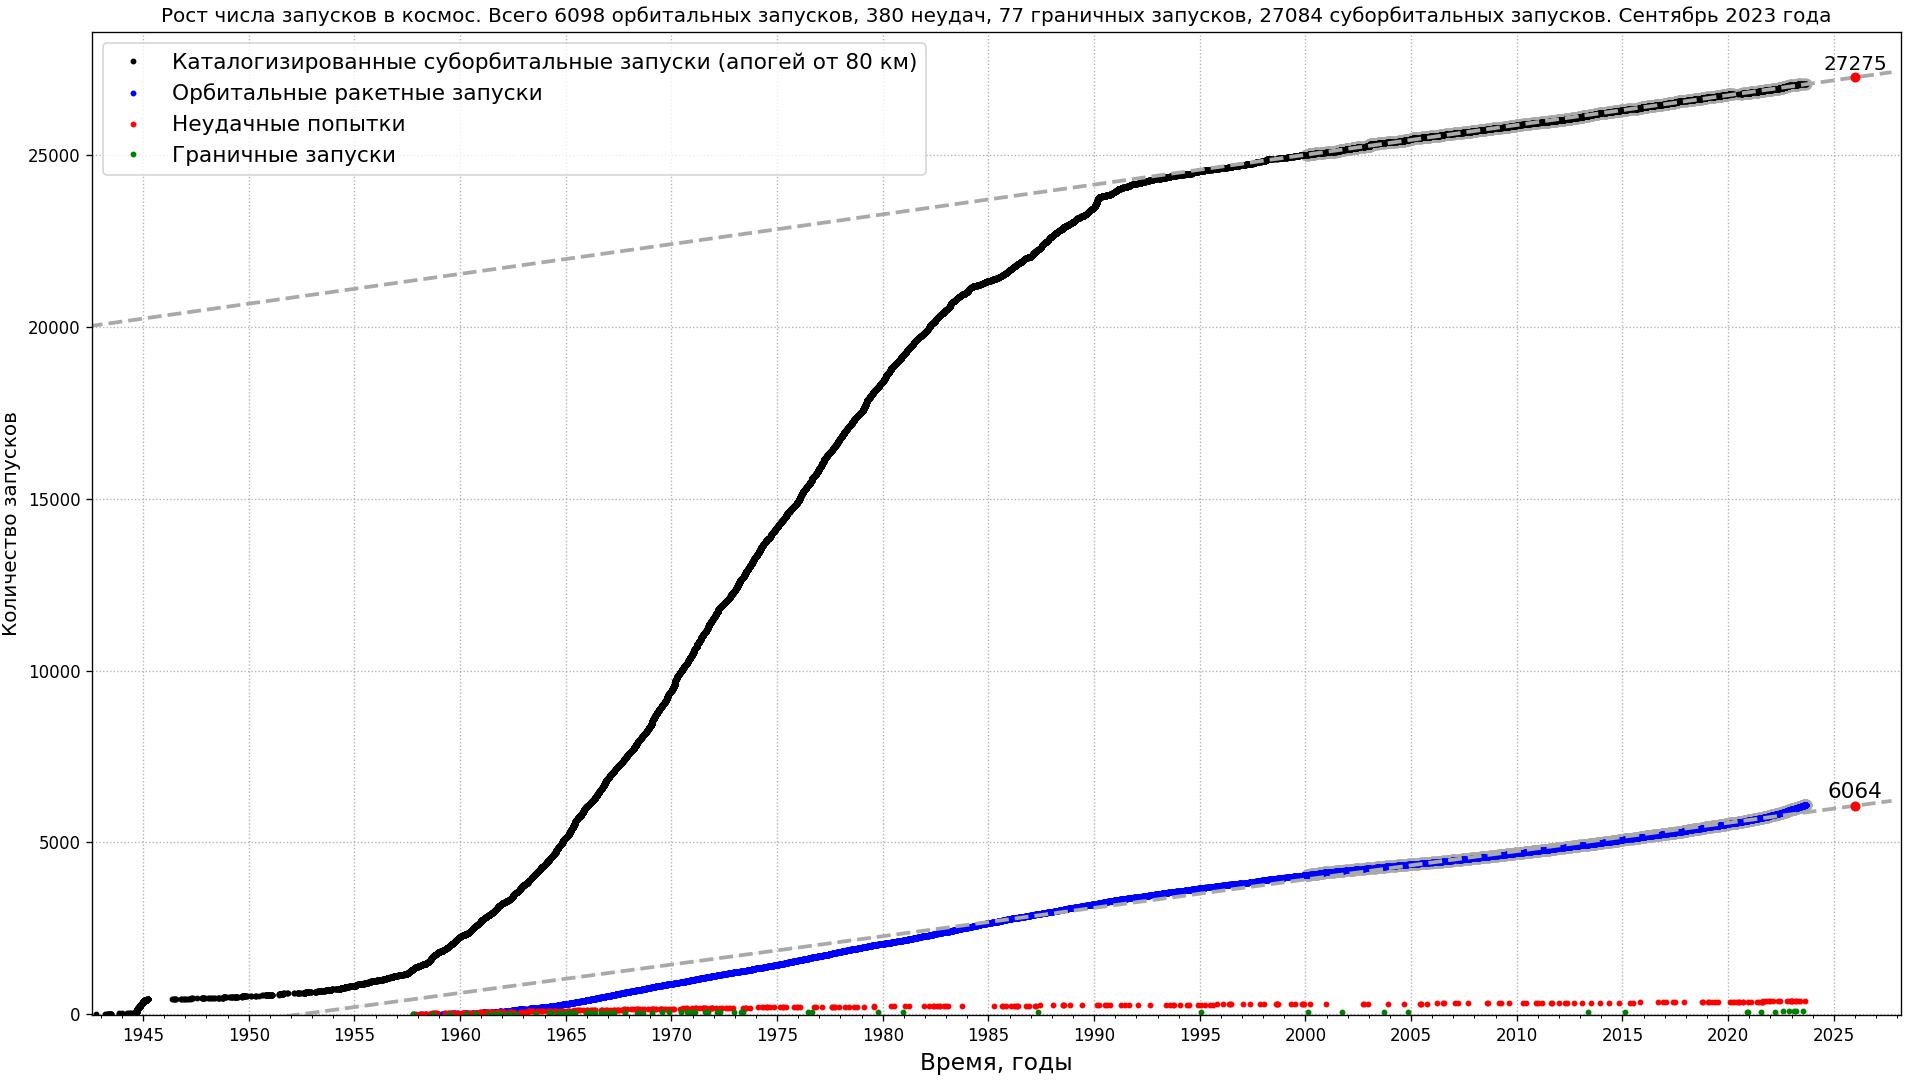 Рост числа запусков в космос. Всего 6098 орбитальных запусков, 380 неудач, 77 граничных запусков, 27084 суборбитальных запусков. Сентябрь 2023 года
Каталогизированные суборбитальные запуски (апогей от 80 км)
Орбитальные ракетные запуски
Неудачные попытки
Граничные запуски
27275
6064
Количество запусков
25000
20000
15000
10000
5000
0
1945 1950 1955 1960 1965 1970 1975 1980 1985 1990 1995 2000 2005 2010 2015 2020 2025
Время, годы